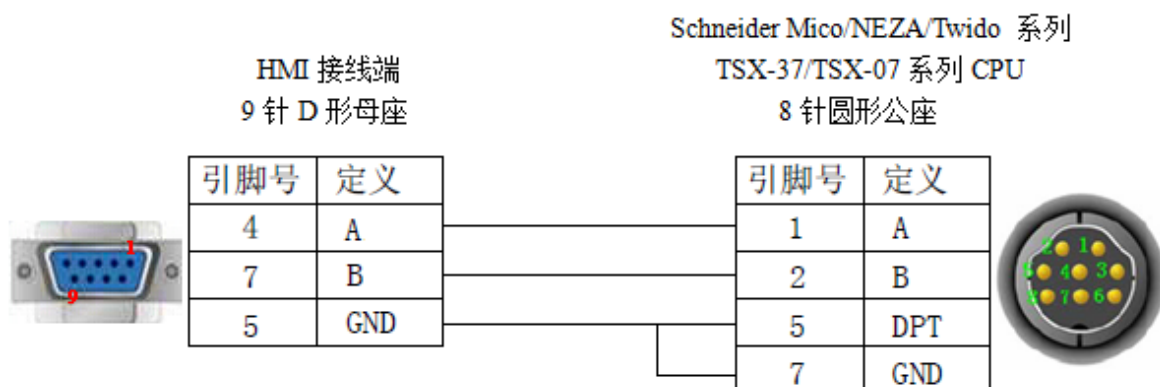 Schneider Mico/NEZA/Twido 系列
HMI 接线端
TSX-37/TSX-07 系列 CPU
9 针 D 形母座
8 针圆形公座
引脚号 定义
引脚号 定义
4 A
1 A
7 B
2 B
5 GND
5 DPT
7 GND
1
9
2 1
5 4 3
8 7 6